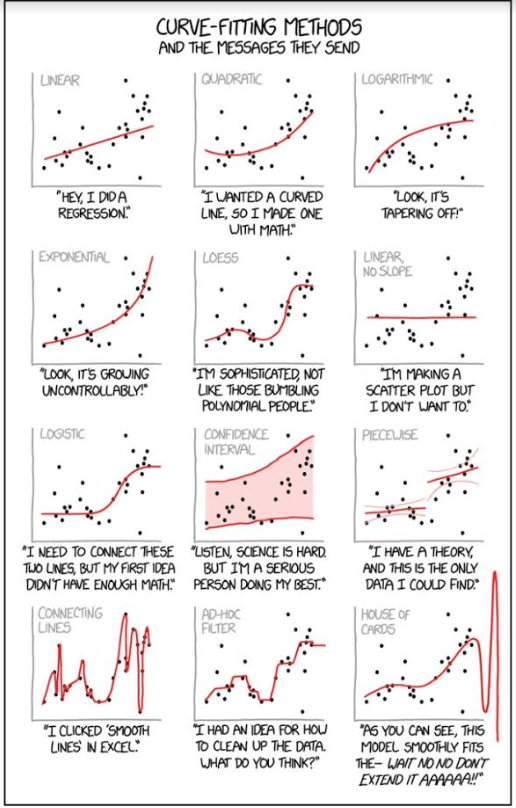 CURVE-FITTING METHODS
AND THE MESSAGES THEY SEND
LINEAR
"HEY, I DID A
REGRESSION."
QUADRATIC
"I WANTED A CURVED
LINE, SO I MADE ONE
WITH MATH."
LOGARITHMIC
"LOOK, IT'S
TAPERING OFF!"
EXPONENTIAL
"LOOK, IT'S GROWING
UNCONTROLLABLY!"
LOESS
"I'M SOPHISTICATED, NOT
LIKE THOSE BUMBLING
POLYNOMIAL PEOPLE."
LINEAR,
NO SLOPE
"I'M MAKING A
SCATTER PLOT BUT
I DON'T WANT TO."
LOGISTIC
"I NEED TO CONNECT THESE
TWO LINES, BUT MY FIRST IDEA
DIDN'T HAVE ENOUGH MATH."
CONFIDENCE
INTERVAL
"LISTEN, SCIENCE IS HARD.
BUT I'M A SERIOUS
PERSON DOING MY BEST."
PIECEWISE
"I HAVE A THEORY,
AND THIS IS THE ONLY
DATA I COULD FIND."
CONNECTING
LINES
"I CLICKED 'SMOOTH
LINES' IN EXCEL."
AD-HOC
FILTER
"I HAD AN IDEA FOR HOW
TO CLEAN UP THE DATA.
WHAT DO YOU THINK?"
HOUSE OF
CARDS
"AS YOU CAN SEE, THIS
MODEL SMOOTHLY FITS
THE- WAIT NO NO DON'T
EXTEND IT AAAAAA!!"